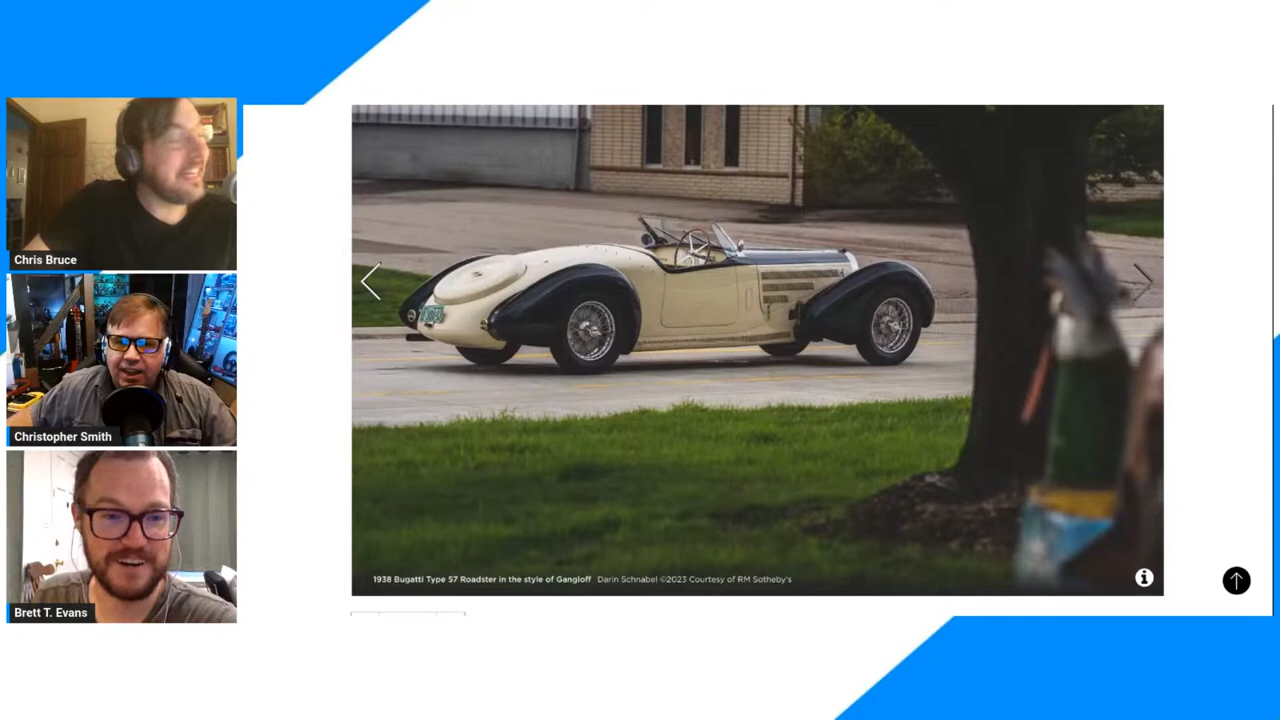 Chris Bruce
Christopher Smith
Brett T. Evans
1938 Bugatti Type 57 Roadster in the style of Gangloff Darin Schnabel ©2023 Courtesy of RM Sotheby's